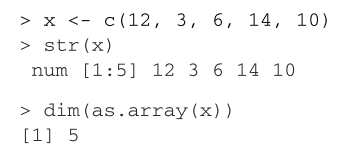 > x <- c(12, 3, 6, 14, 10)
> str(x)
 num [1:5] 12 3 6 14 10
> dim(as.array(x))
[1] 5